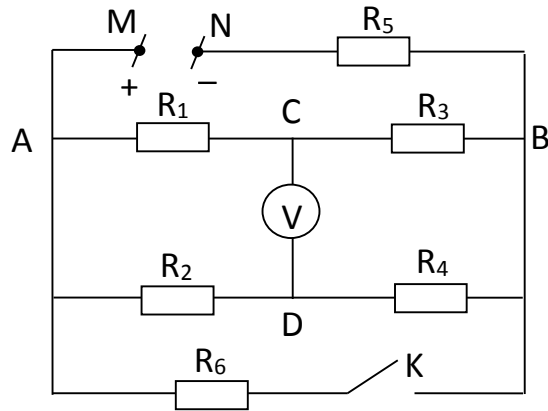 M N R₅
+ –
A R₁ C R₃ B
V
R₂ R₄
D
R₆ K